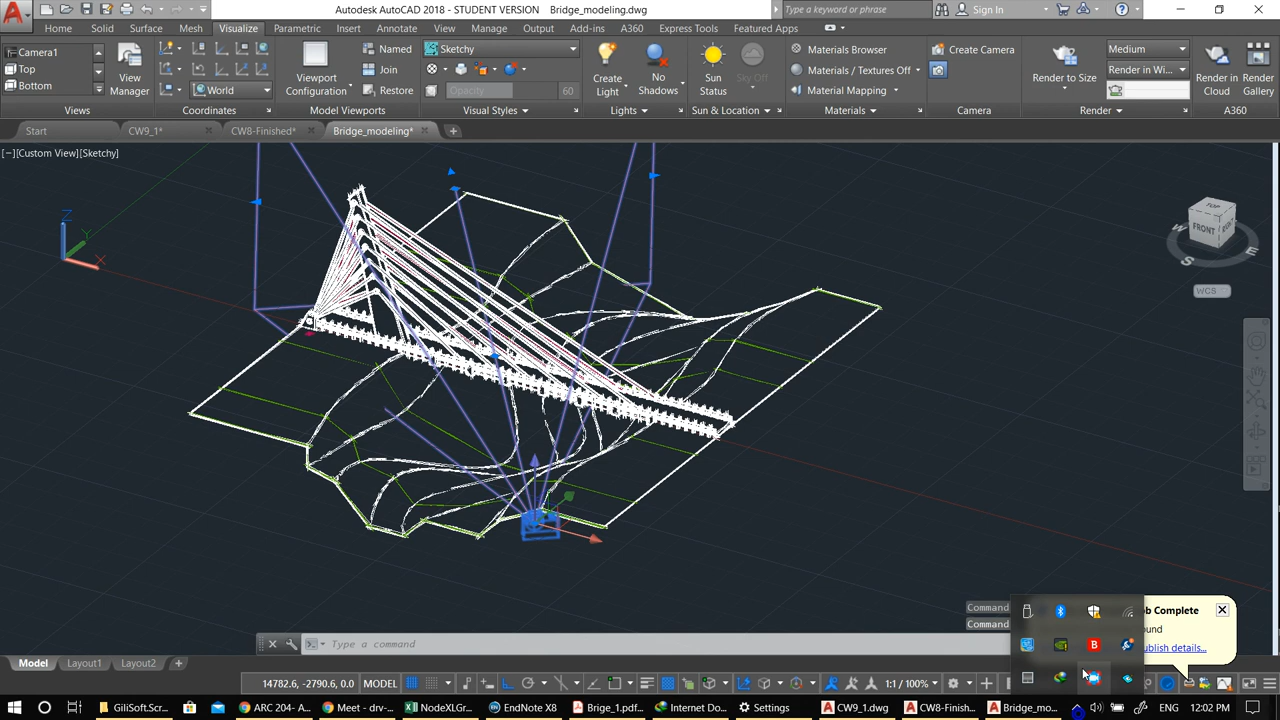 Autodesk AutoCAD 2018 - STUDENT VERSION Bridge_modeling.dwg
Type a keyword or phrase
Sign In
Home Solid Surface Mesh Visualize Parametric Insert Annotate View Manage Output Add-ins A360 Express Tools Featured Apps
Camera1
Top
Bottom
View Manager
Views
World
Coordinates
Viewport Configuration
Named
Join
Restore
Model Viewports
Sketchy
Opacity 60
Visual Styles
Create Light
No Shadows
Lights
Sun Status
Sky Off
Sun & Location
Materials Browser
Materials / Textures Off
Material Mapping
Materials
Create Camera
Camera
Render to Size
Medium
Render in Wi...
Render
Render in Cloud
Render Gallery
A360
Start CW9_1* CW8-Finished* Bridge_modeling*
[−][Custom View][Sketchy]
Z
Y
X
TOP
FRONT
W
S
E
WCS
Command
Command
b Complete
ound
ublish details...
Type a command
Model Layout1 Layout2
14782.6, -2790.6, 0.0 MODEL
1:1 / 100%
GiliSoft.Scr...
ARC 204- A...
Meet - drv-...
NodeXLGr...
EndNote X8
Brige_1.pdf...
Internet Do...
Settings
CW9_1.dwg
CW8-Finish...
Bridge_mo...
ENG
12:02 PM